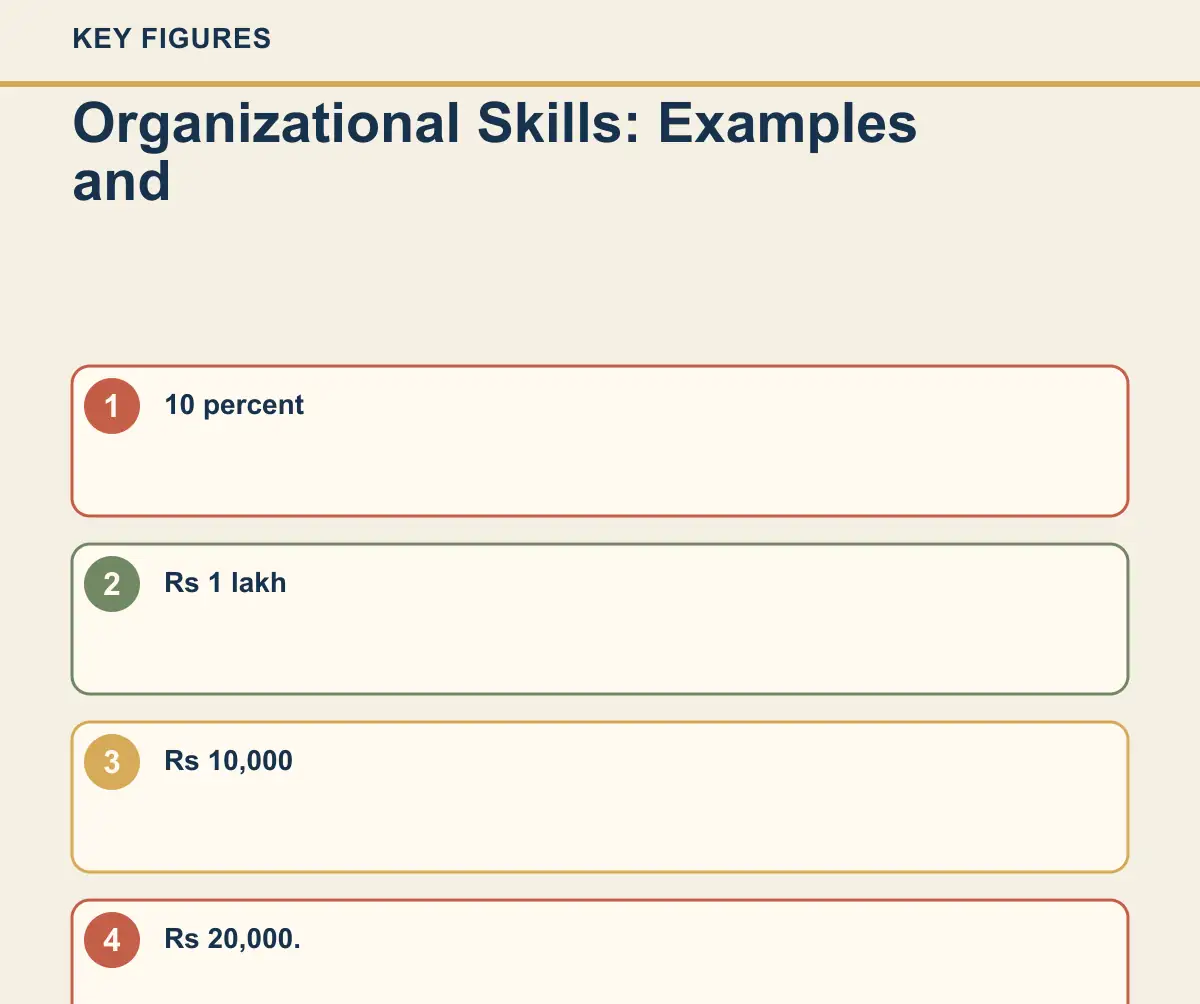 KEY FIGURES
Organizational Skills: Examples
and
1 10 percent
2 Rs 1 lakh
3 Rs 10,000
4 Rs 20,000.